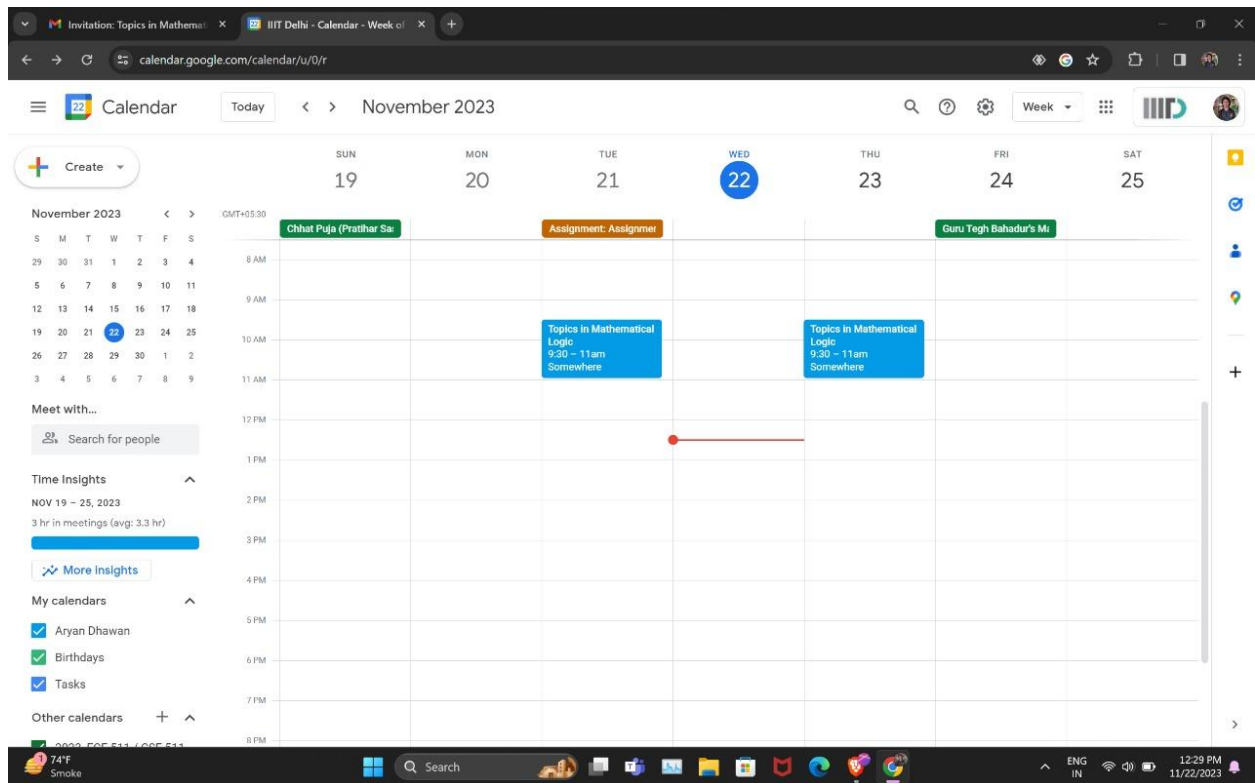 Invitation: Topics in Mathemat
IIIT Delhi - Calendar - Week of
calendar.google.com/calendar/u/0/r
22 Calendar Today November 2023 Week IIITD
Create
SUN MON TUE WED THU FRI SAT
19 20 21 22 23 24 25
GMT+05:30
Chhat Puja (Pratihar Sa
Assignment: Assignmer
Guru Tegh Bahadur's Ma
November 2023
S M T W T F S
29 30 31 1 2 3 4
5 6 7 8 9 10 11
12 13 14 15 16 17 18
19 20 21 22 23 24 25
26 27 28 29 30 1 2
3 4 5 6 7 8 9
Meet with...
Search for people
Time Insights
NOV 19 – 25, 2023
3 hr in meetings (avg: 3.3 hr)
More insights
My calendars
Aryan Dhawan
Birthdays
Tasks
Other calendars
8 AM
9 AM
10 AM
11 AM
12 PM
1 PM
2 PM
3 PM
4 PM
5 PM
6 PM
7 PM
8 PM
Topics in Mathematical
Logic
9:30 – 11am
Somewhere
Topics in Mathematical
Logic
9:30 – 11am
Somewhere
1
74°F
Smoke
Search
ENG
IN
12:29 PM
11/22/2023